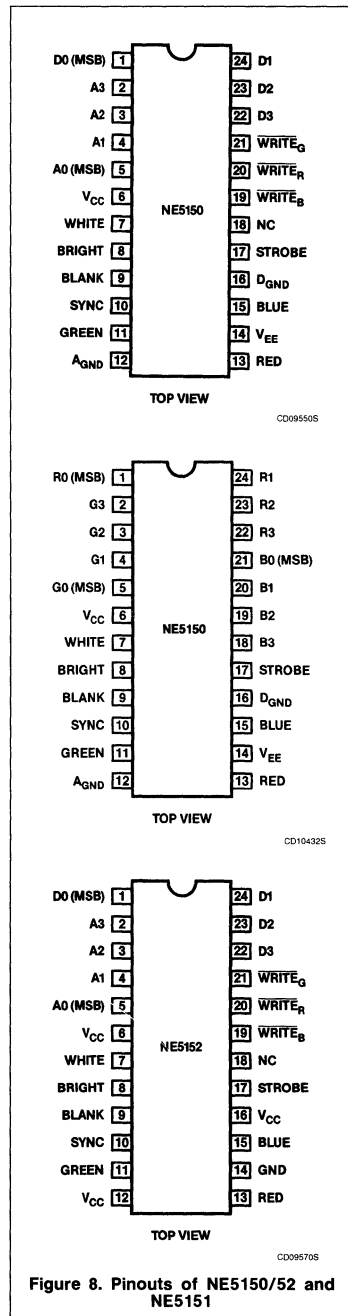 D0 (MSB) 1 24 D1
A3 2 23 D2
A2 3 22 D3
A1 4 21 WRITEG
A0 (MSB) 5 20 WRITER
VCC 6 19 WRITEB
NE5150
WHITE 7 18 NC
BRIGHT 8 17 STROBE
BLANK 9 16 DGND
SYNC 10 15 BLUE
GREEN 11 14 VEE
AGND 12 13 RED
TOP VIEW
CD09550S
R0 (MSB) 1 24 R1
G3 2 23 R2
G2 3 22 R3
G1 4 21 B0 (MSB)
G0 (MSB) 5 20 B1
VCC 6 19 B2
NE5150
WHITE 7 18 B3
BRIGHT 8 17 STROBE
BLANK 9 16 DGND
SYNC 10 15 BLUE
GREEN 11 14 VEE
AGND 12 13 RED
TOP VIEW
CD10432S
D0 (MSB) 1 24 D1
A3 2 23 D2
A2 3 22 D3
A1 4 21 WRITEG
A0 (MSB) 5 20 WRITER
VCC 6 19 WRITEB
NE5152
WHITE 7 18 NC
BRIGHT 8 17 STROBE
BLANK 9 16 VCC
SYNC 10 15 BLUE
GREEN 11 14 GND
VCC 12 13 RED
TOP VIEW
CD09570S
Figure 8. Pinouts of NE5150/52 and
NE5151